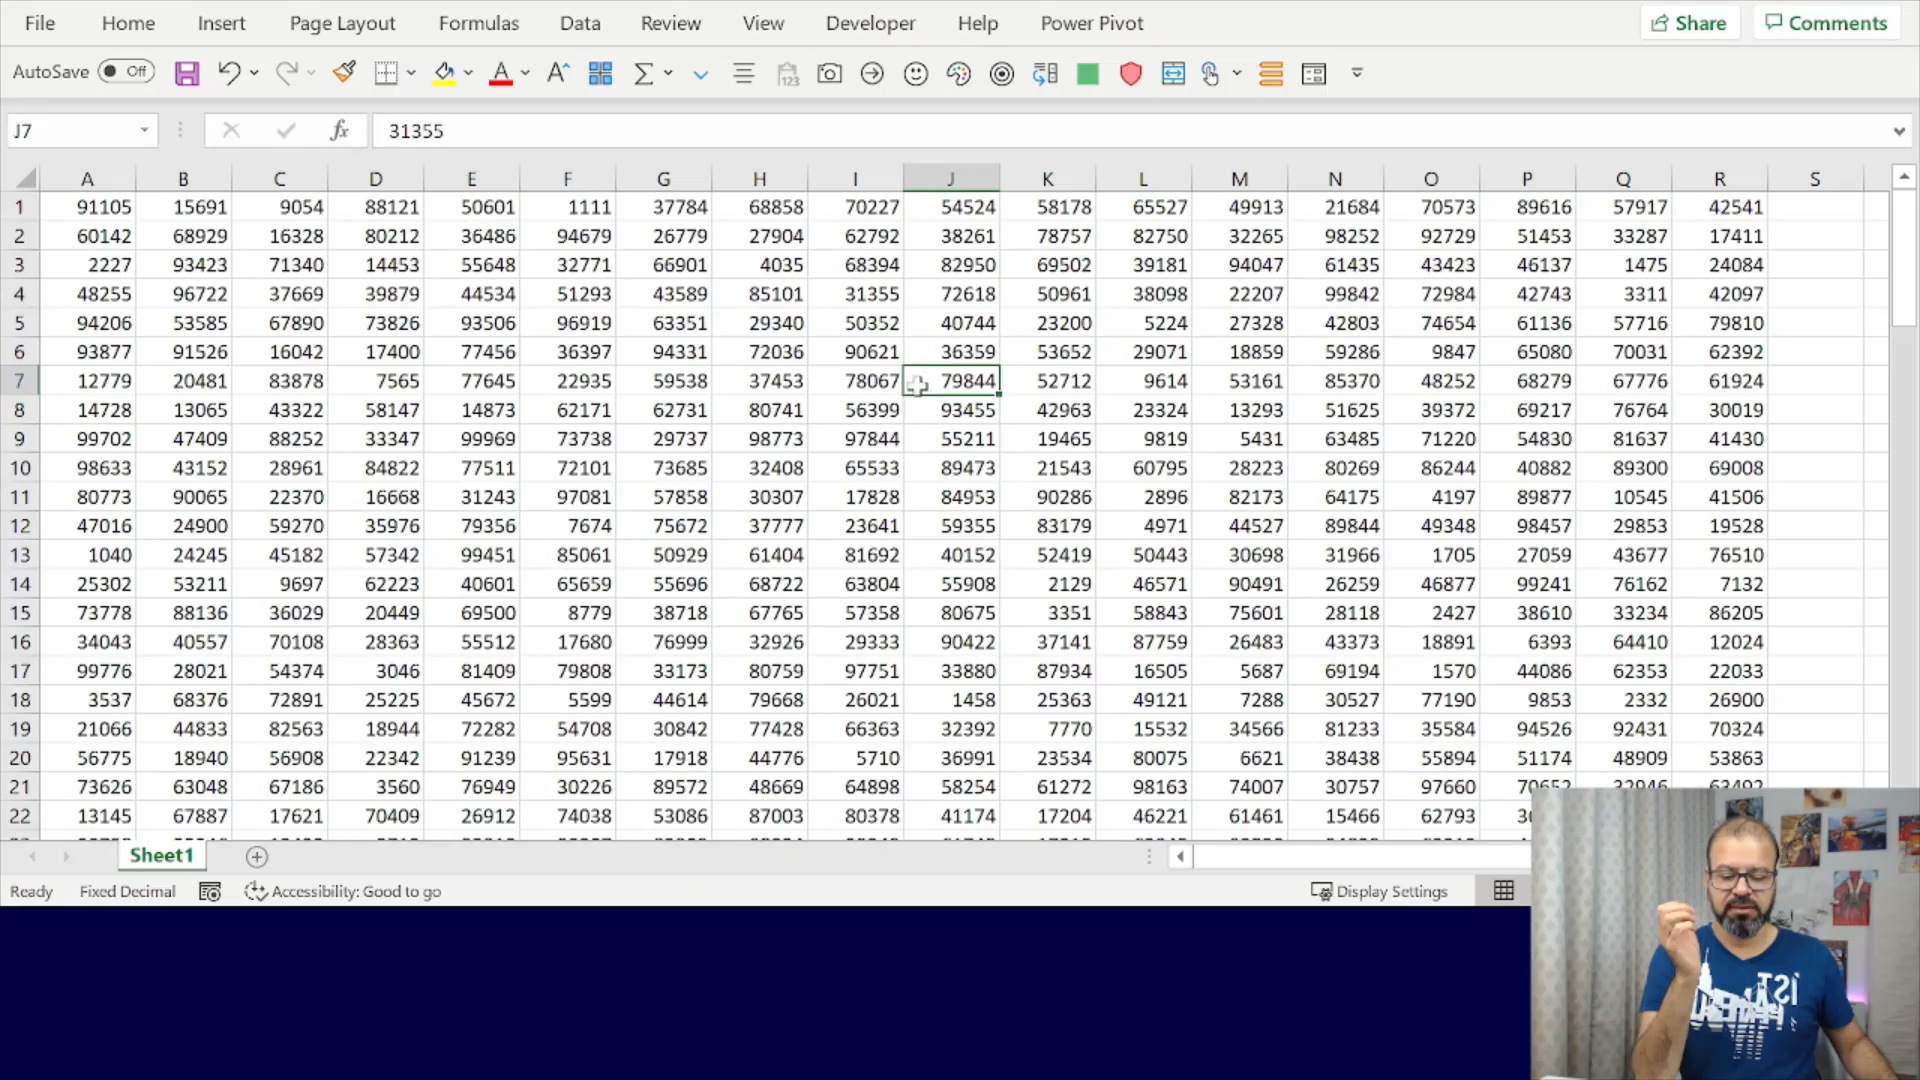 File Home Insert Page Layout Formulas Data Review View Developer Help Power Pivot Share Comments
AutoSave Off
J7 fx 31355
A B C D E F G H I J K L M N O P Q R S
1 91105 15691 9054 88121 50601 1111 37784 68858 70227 54524 58178 65527 49913 21684 70573 89616 57917 42541
2 60142 68929 16328 80212 36486 94679 26779 27904 62792 38261 78757 82750 32265 98252 92729 51453 33287 17411
3 2227 93423 71340 14453 55648 32771 66901 4035 68394 82950 69502 39181 94047 61435 43423 46137 1475 24084
4 48255 96722 37669 39879 44534 51293 43589 85101 31355 72618 50961 38098 22207 99842 72984 42743 3311 42097
5 94206 53585 67890 73826 93506 96919 63351 29340 50352 40744 23200 5224 27328 42803 74654 61136 57716 79810
6 93877 91526 16042 17400 77456 36397 94331 72036 90621 36359 53652 29071 18859 59286 9847 65080 70031 62392
7 12779 20481 83878 7565 77645 22935 59538 37453 78067 79844 52712 9614 53161 85370 48252 68279 67776 61924
8 14728 13065 43322 58147 14873 62171 62731 80741 56399 93455 42963 23324 13293 51625 39372 69217 76764 30019
9 99702 47409 88252 33347 99969 73738 29737 98773 97844 55211 19465 9819 5431 63485 71220 54830 81637 41430
10 98633 43152 28961 84822 77511 72101 73685 32408 65533 89473 21543 60795 28223 80269 86244 40882 89300 69008
11 80773 90065 22370 16668 31243 97081 57858 30307 17828 84953 90286 2896 82173 64175 4197 89877 10545 41506
12 47016 24900 59270 35976 79356 7674 75672 37777 23641 59355 83179 4971 44527 89844 49348 98457 29853 19528
13 1040 24245 45182 57342 99451 85061 50929 61404 81692 40152 52419 50443 30698 31966 1705 27059 43677 76510
14 25302 53211 9697 62223 40601 65659 55696 68722 63804 55908 2129 46571 90491 26259 46877 99241 76162 7132
15 73778 88136 36029 20449 69500 8779 38718 67765 57358 80675 3351 58843 75601 28118 2427 38610 33234 86205
16 34043 40557 70108 28363 55512 17680 76999 32926 29333 90422 37141 87759 26483 43373 18891 6393 64410 12024
17 99776 28021 54374 3046 81409 79808 33173 80759 97751 33880 87934 16505 5687 69194 1570 44086 62353 22033
18 3537 68376 72891 25225 45672 5599 44614 79668 26021 1458 25363 49121 7288 30527 77190 9853 2332 26900
19 21066 44833 82563 18944 72282 54708 30842 77428 66363 32392 7770 15532 34566 81233 35584 94526 92431 70324
20 56775 18940 56908 22342 91239 95631 17918 44776 5710 36991 23534 80075 6621 38438 55894 51174 48909 53863
21 73626 63048 67186 3560 76949 30226 89572 48669 64898 58254 61272 98163 74007 30757 97660
22 13145 67887 17621 70409 26912 74038 53086 87003 80378 41174 17204 46221 61461 15466 62793
Sheet1
Ready Fixed Decimal Accessibility: Good to go Display Settings